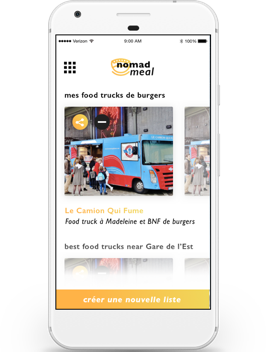 Verizon
9:00 AM
100%
nomad
meal
mes food trucks de burgers
Le Camion Qui Fume
Food truck à Madeleine et BNF de burgers
best food trucks near Gare de l'Est
créer une nouvelle liste